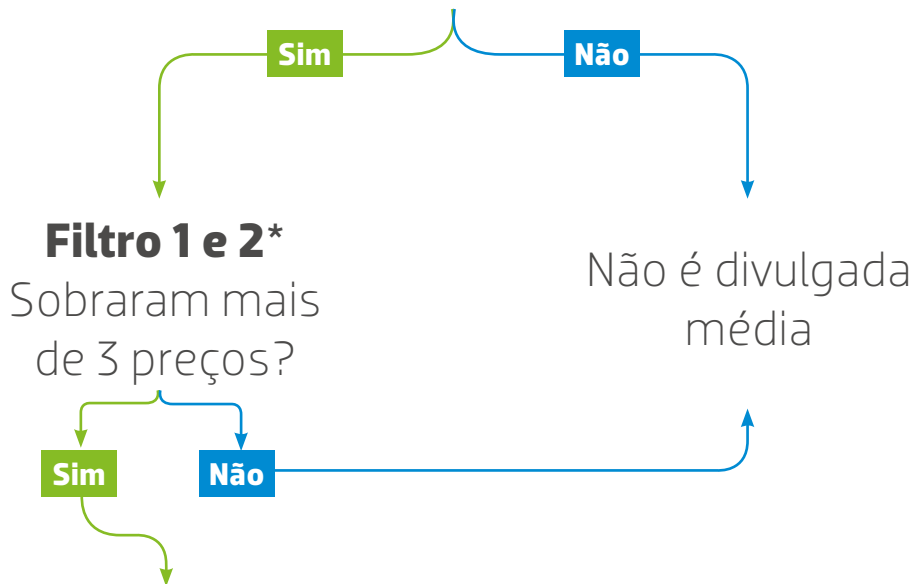 Sim
Não
Filtro 1 e 2*
Sobraram mais
de 3 preços?
Não é divulgada
média
Sim
Não